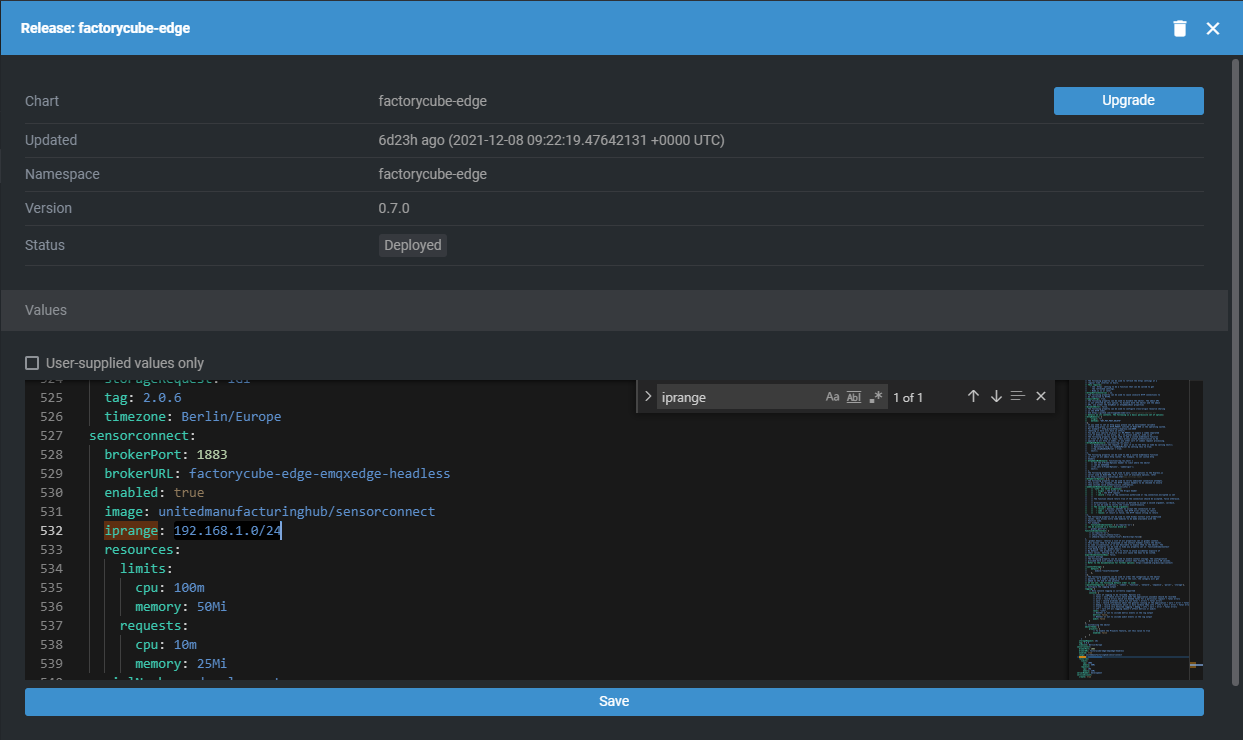 Release: factorycube-edge
Chart factorycube-edge Upgrade
Updated 6d23h ago (2021-12-08 09:22:19.47642131 +0000 UTC)
Namespace factorycube-edge
Version 0.7.0
Status Deployed
Values
User-supplied values only
iprange Aa Abl .* 1 of 1
525 tag: 2.0.6
526 timezone: Berlin/Europe
527 sensorconnect:
528 brokerPort: 1883
529 brokerURL: factorycube-edge-emqxedge-headless
530 enabled: true
531 image: unitedmanufacturinghub/sensorconnect
532 iprange: 192.168.1.0/24
533 resources:
534 limits:
535 cpu: 100m
536 memory: 50Mi
537 requests:
538 cpu: 10m
539 memory: 25Mi
Save